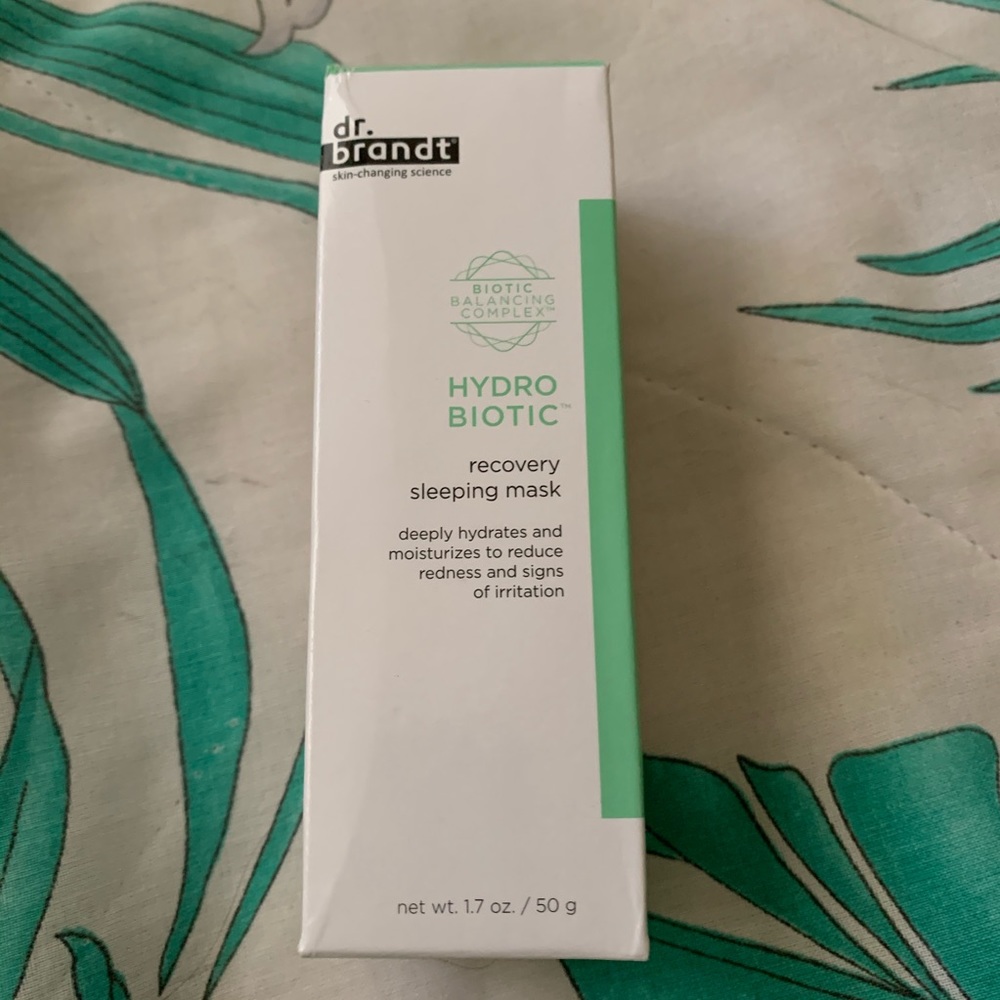 dr.
brandt®
skin-changing science
BIOTIC
BALANCING
COMPLEX™
HYDRO
BIOTIC™
recovery
sleeping mask
deeply hydrates and
moisturizes to reduce
redness and signs
of irritation
net wt. 1.7 oz. / 50 g